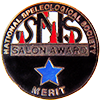 NATIONAL SPELEOLOGICAL SOCIETY
NSS
SALON AWARD
MERIT